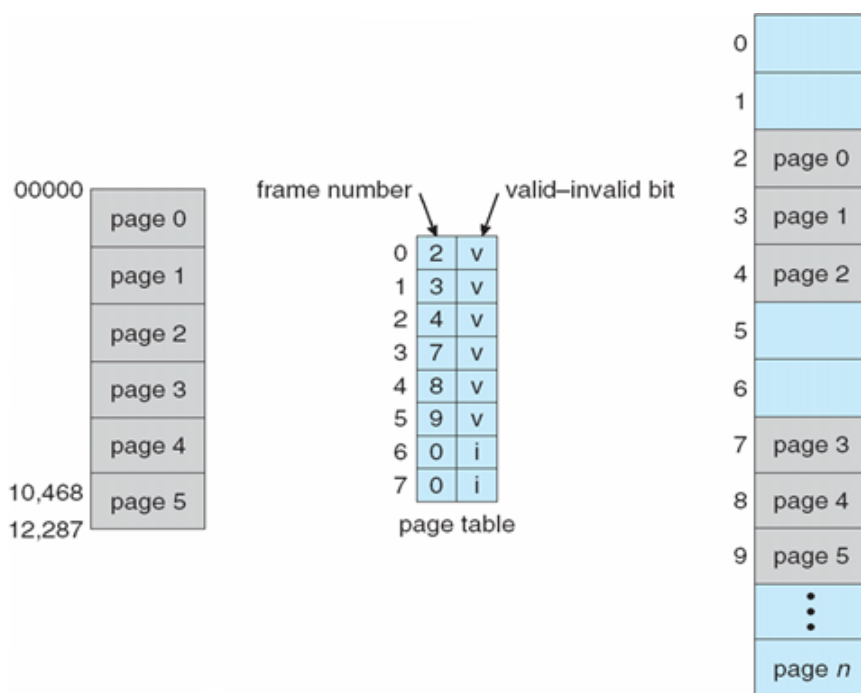 00000
page 0
page 1
page 2
page 3
page 4
page 5
10,468
12,287
frame number
valid–invalid bit
0 2 v
1 3 v
2 4 v
3 7 v
4 8 v
5 9 v
6 0 i
7 0 i
page table
0
1
2 page 0
3 page 1
4 page 2
5
6
7 page 3
8 page 4
9 page 5
page n